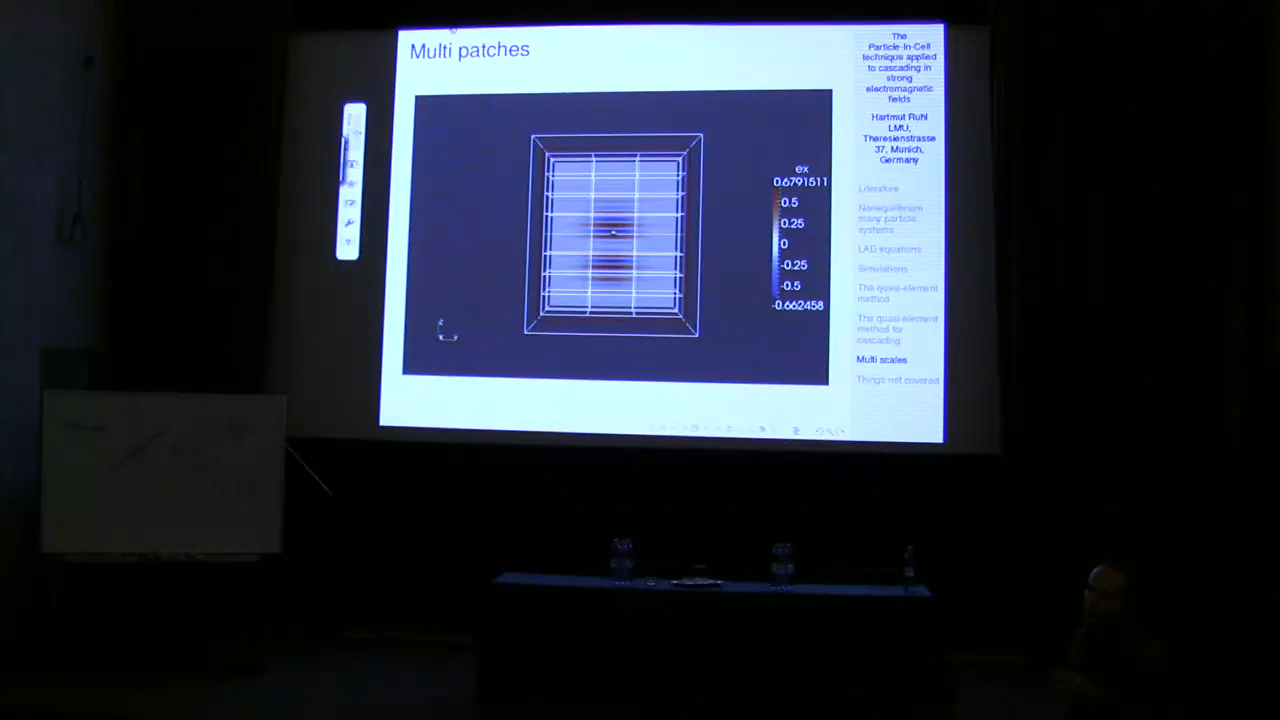 Multi patches
ex
0.6791511
0.5
0.25
0
-0.25
-0.5
-0.662458
The
Particle-In-Cell
technique applied
to cascading in
strong
electromagnetic
fields
Hartmut Ruhl
LMU,
Theresienstrasse
37, Munich,
Germany
Literature
Nonequilibrium
many particle
systems
LAD equations
Simulations
The quasi-element
method
The quasi-element
method for
cascading
Multi scales
Things not covered